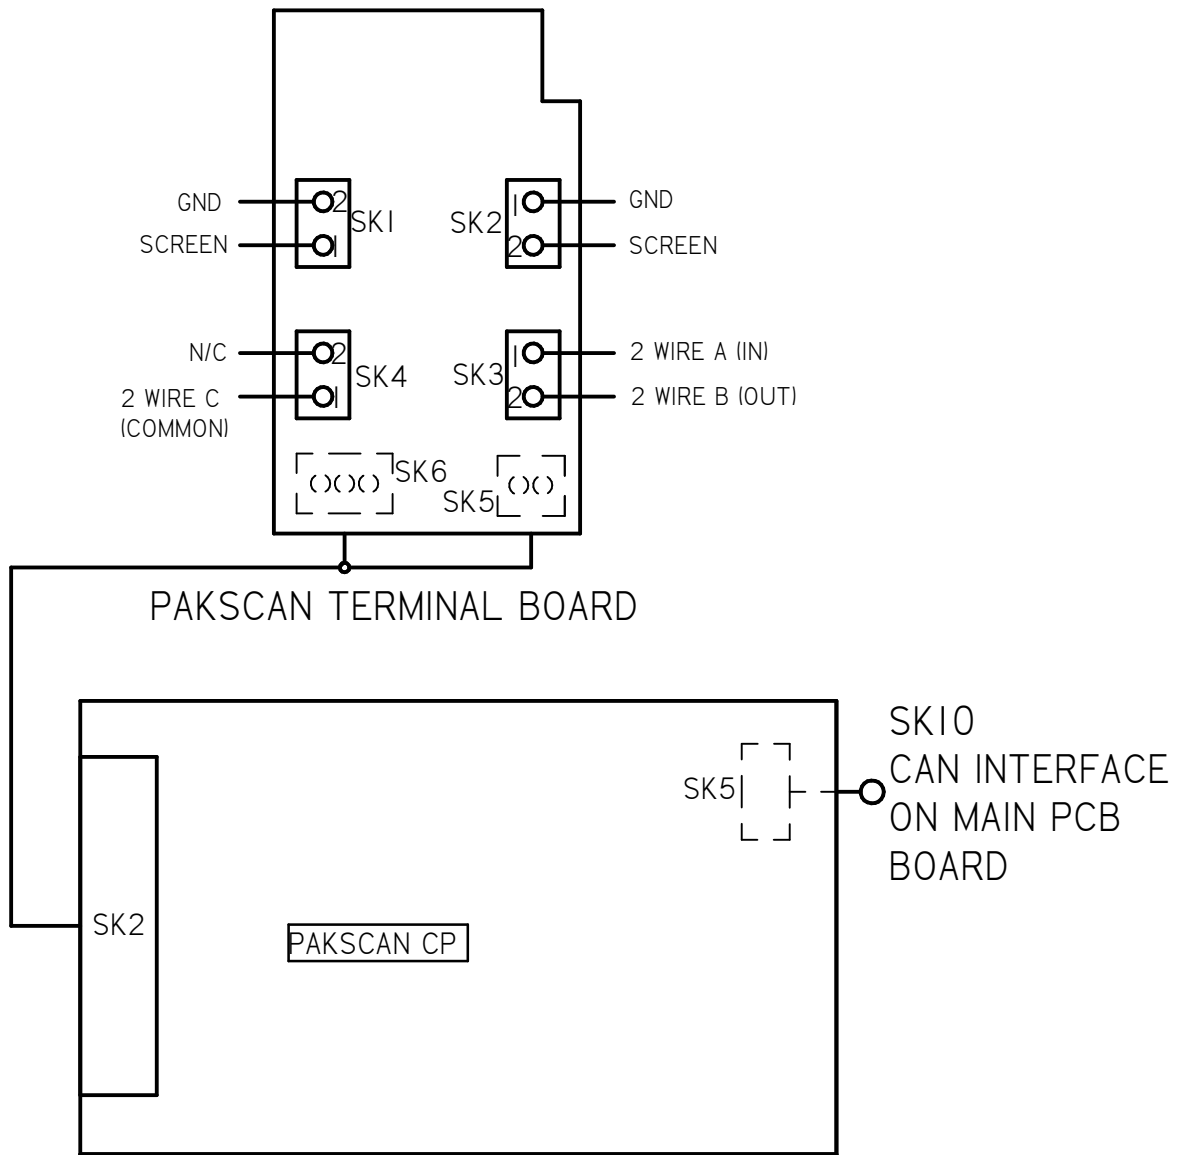 GND
2
SK1
SCREEN
1
1
GND
SK2
2
SCREEN
N/C
2
SK4
2 WIRE C
1
(COMMON)
1
2 WIRE A (IN)
SK3
2
2 WIRE B (OUT)
SK6
SK5
PAKSCAN TERMINAL BOARD
SK10
CAN INTERFACE
ON MAIN PCB
BOARD
SK5
SK2
PAKSCAN CP